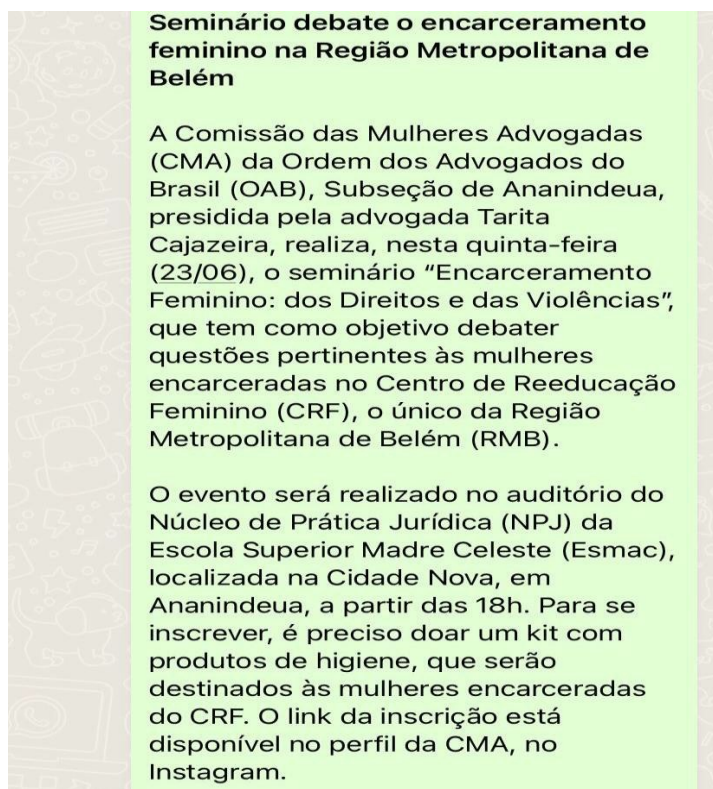 Seminário debate o encarceramento
feminino na Região Metropolitana de
Belém
A Comissão das Mulheres Advogadas
(CMA) da Ordem dos Advogados do
Brasil (OAB), Subseção de Ananindeua,
presidida pela advogada Tarita
Cajazeira, realiza, nesta quinta-feira
(23/06), o seminário “Encarceramento
Feminino: dos Direitos e das Violências”,
que tem como objetivo debater
questões pertinentes às mulheres
encarceradas no Centro de Reeducação
Feminino (CRF), o único da Região
Metropolitana de Belém (RMB).
O evento será realizado no auditório do
Núcleo de Prática Jurídica (NPJ) da
Escola Superior Madre Celeste (Esmac),
localizada na Cidade Nova, em
Ananindeua, a partir das 18h. Para se
inscrever, é preciso doar um kit com
produtos de higiene, que serão
destinados às mulheres encarceradas
do CRF. O link da inscrição está
disponível no perfil da CMA, no
Instagram.